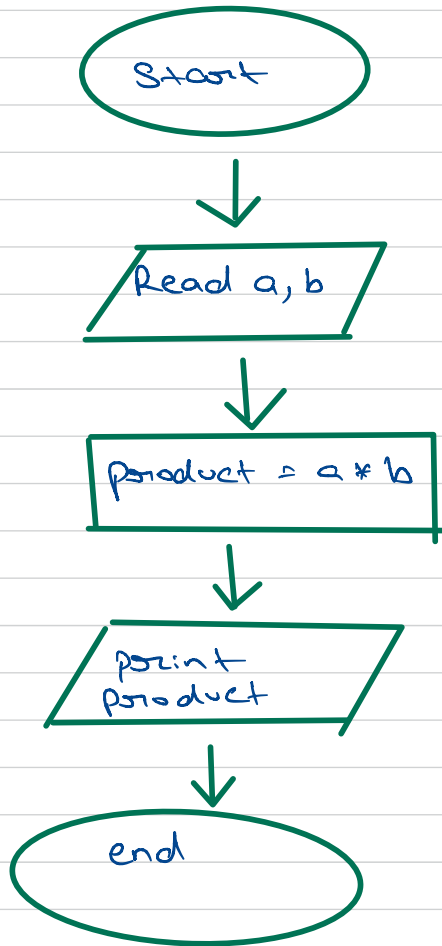 Start
Read a, b
product = a * b
print
product
end